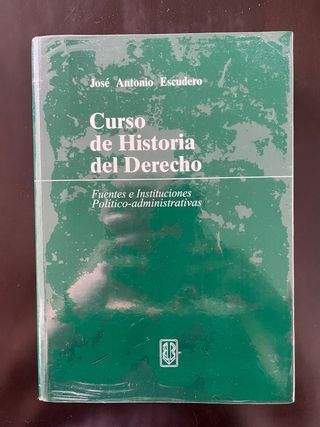 José Antonio Escudero
Curso
de Historia
del Derecho
Fuentes e Instituciones
Político-administrativas